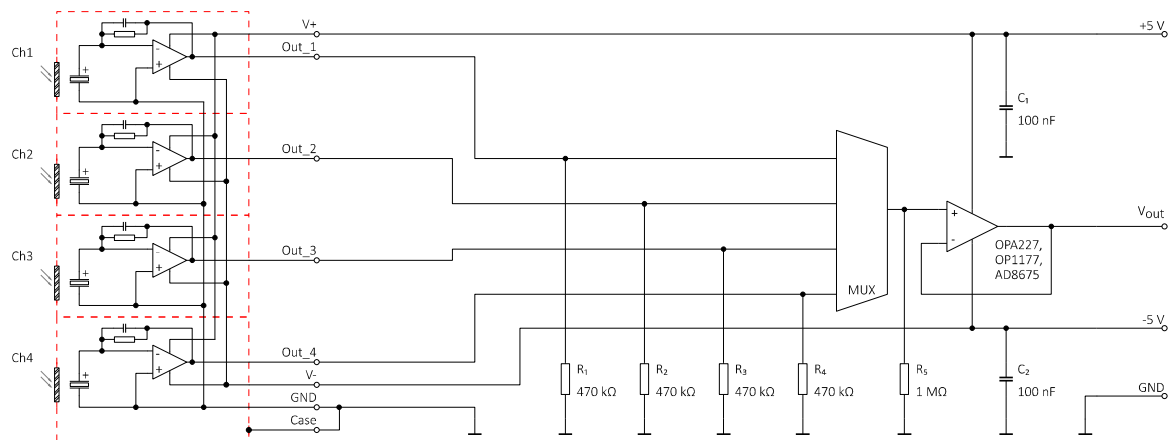 V+
+5 V
Ch1
Out_1
C₁
100 nF
Ch2
Out_2
Ch3
Out_3
MUX
Vout
OPA227,
OP1177,
AD8675
-5 V
Ch4
Out_4
V-
GND
Case
R₁
470 kΩ
R₂
470 kΩ
R₃
470 kΩ
R₄
470 kΩ
R₅
1 MΩ
C₂
100 nF
GND
+
-
+
-
+
-
+
-
+
-
+
+
+
+